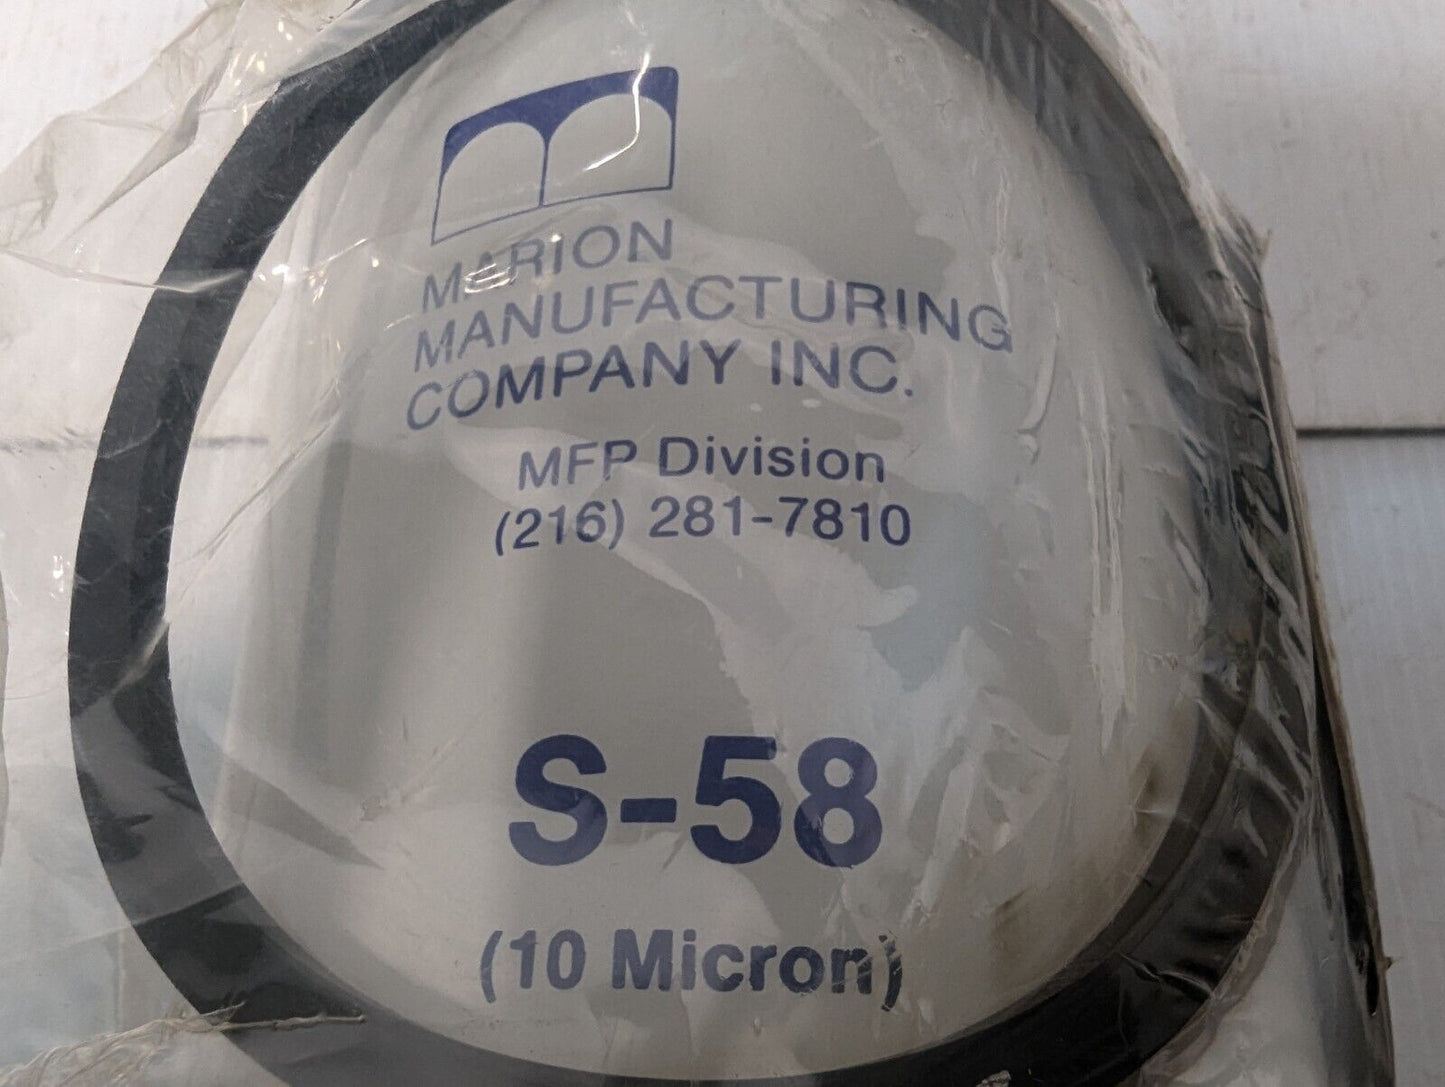 MARION
MANUFACTURING
COMPANY INC.
MFP Division
(216) 281-7810
S-58
(10 Micron)